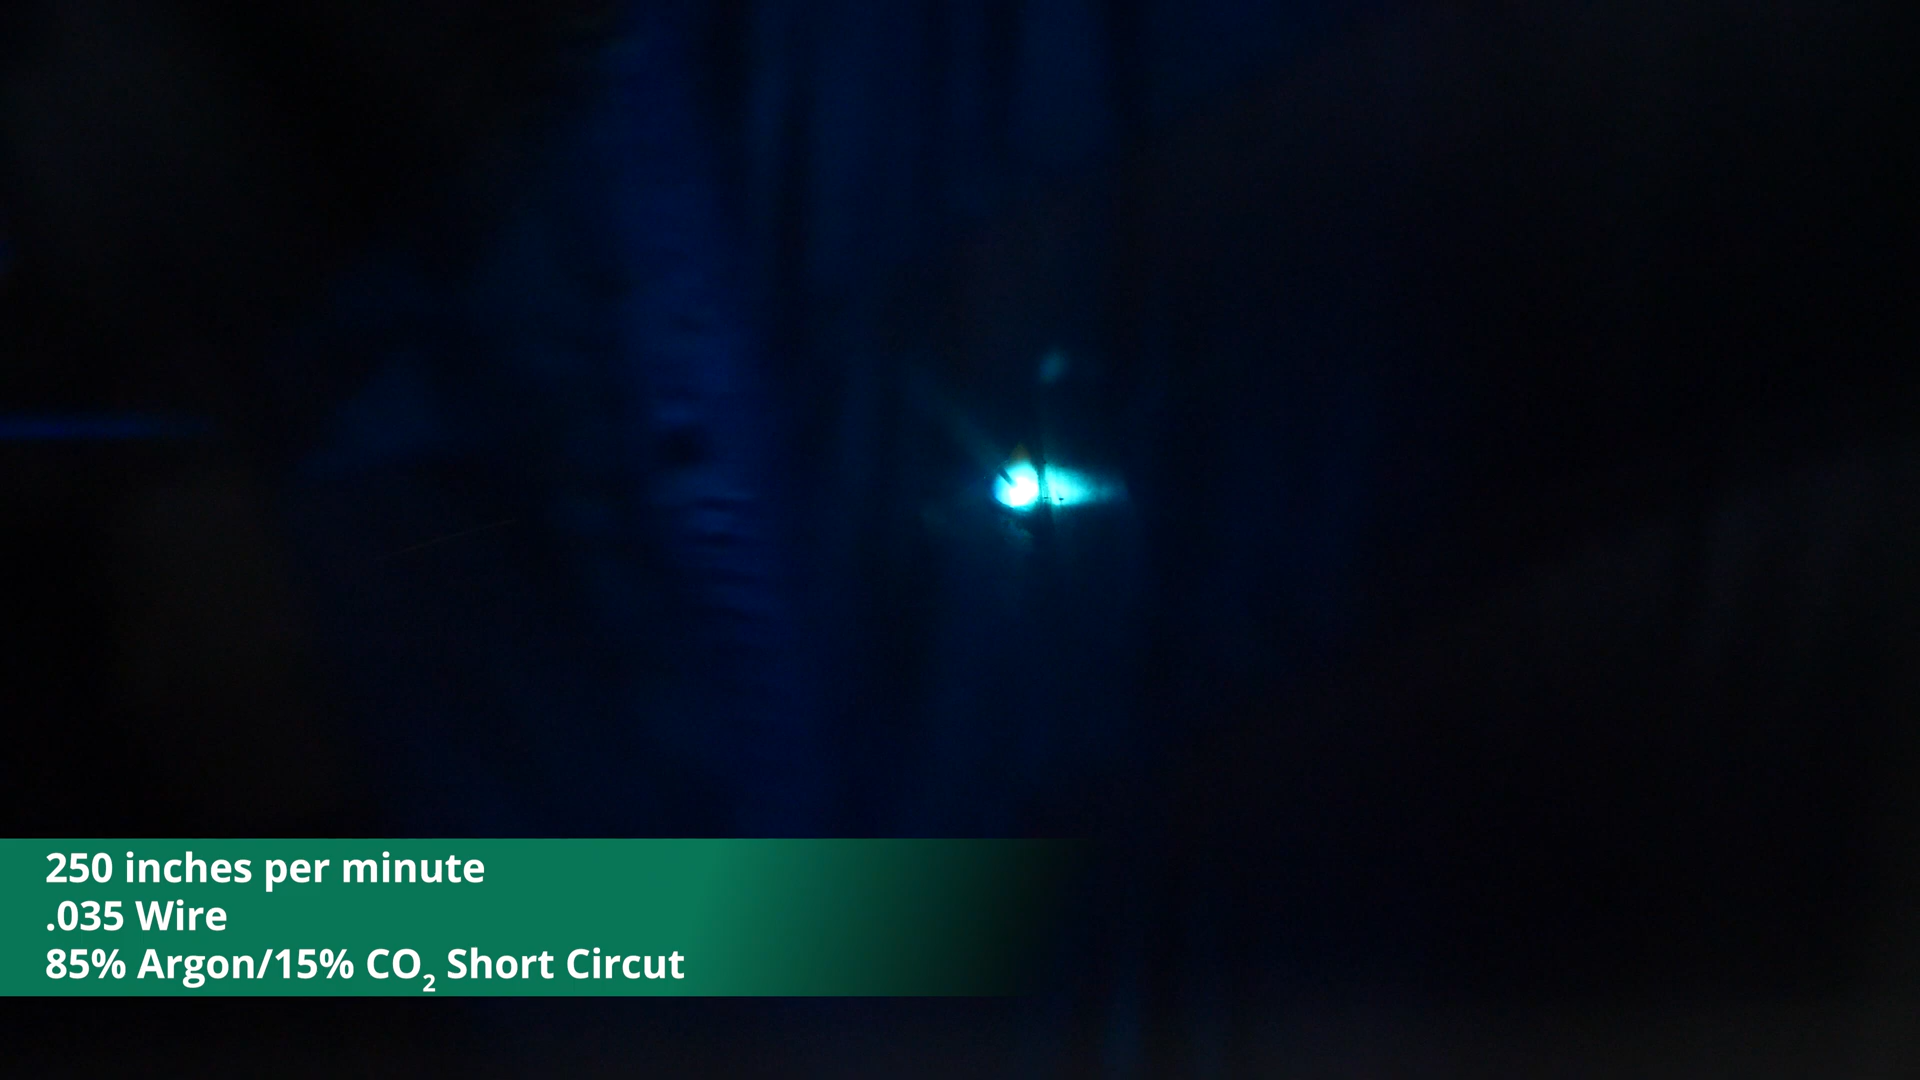 250 inches per minute
.035 Wire
85% Argon/15% CO₂ Short Circut